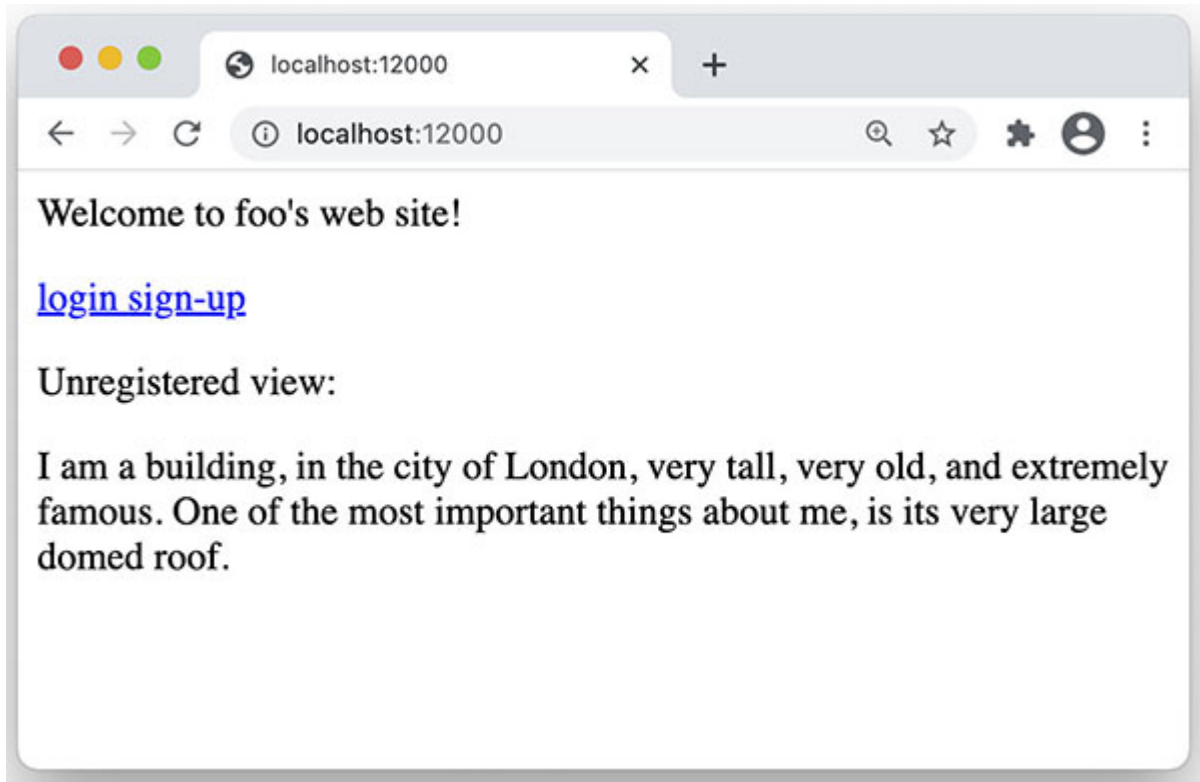 localhost:12000
localhost:12000
Welcome to foo's web site!
login sign-up
Unregistered view:
I am a building, in the city of London, very tall, very old, and extremely
famous. One of the most important things about me, is its very large
domed roof.